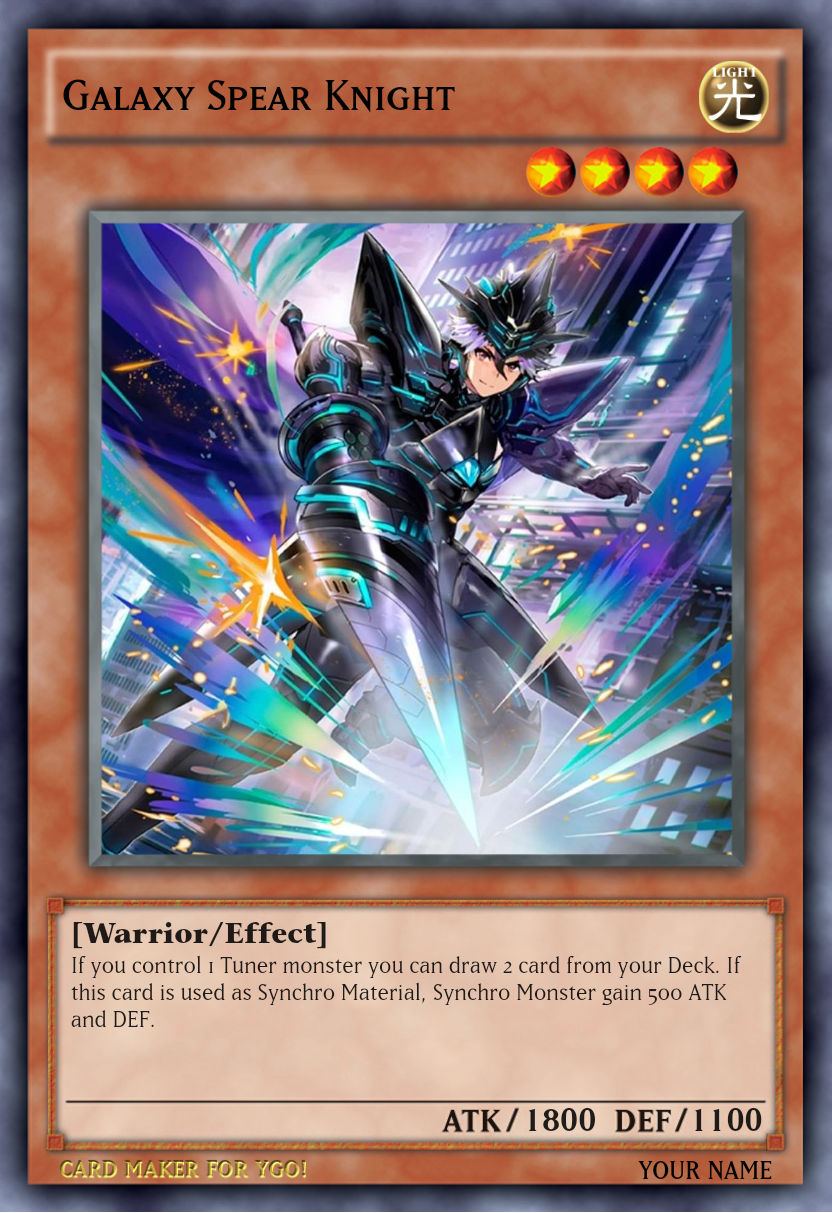 Galaxy Spear Knight
LIGHT
光
[Warrior/Effect]
If you control 1 Tuner monster you can draw 2 card from your Deck. If
this card is used as Synchro Material, Synchro Monster gain 500 ATK
and DEF.
ATK/1800 DEF/1100
CARD MAKER FOR YGO! YOUR NAME